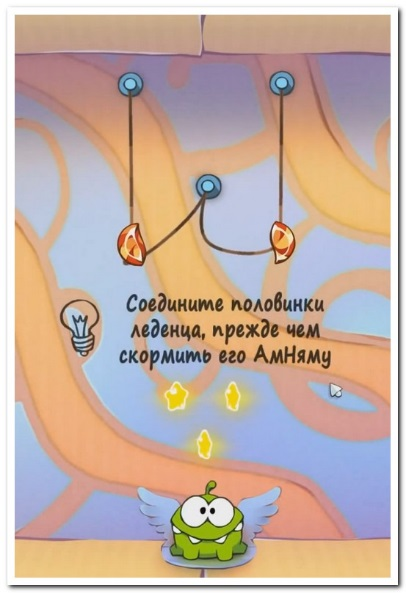 Соедините половинки
леденца, прежде чем
скормить его АмНяму